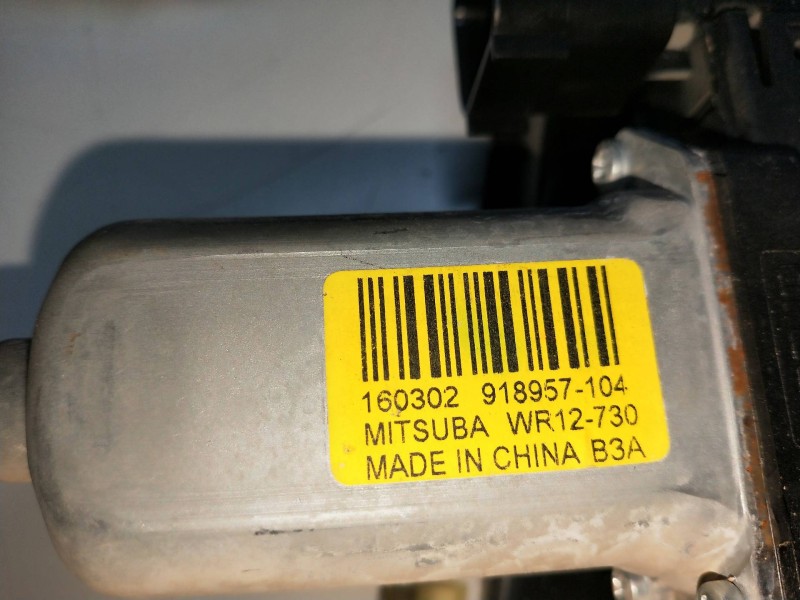 160302 918957-104
MITSUBA WR12-730
MADE IN CHINA B3A